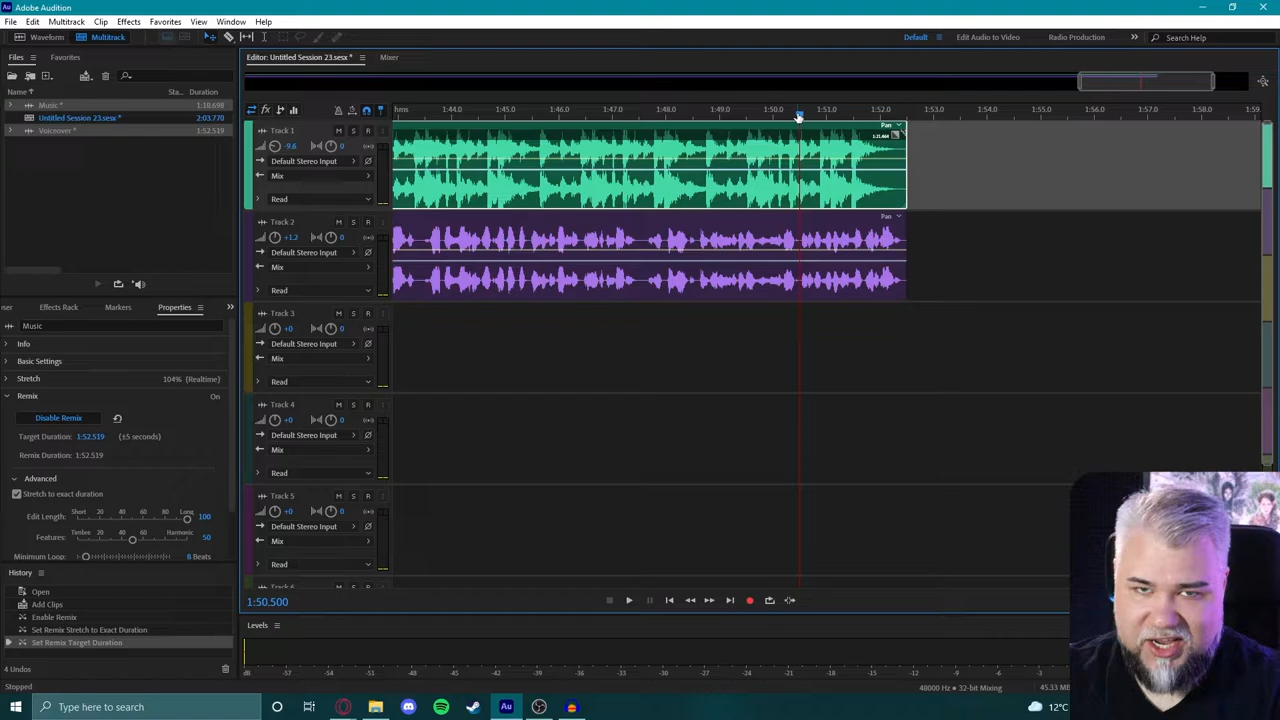 Adobe Audition
File Edit Multitrack Clip Effects Favorites View Window Help
Waveform Multitrack Default Edit Audio to Video Radio Production Search Help
Files Favorites
Editor: Untitled Session 23.sesx * Mixer
Name Sta... Duration
Music * 1:18.698
Untitled Session 23.sesx * 2:03.770
Voiceover * 1:52.519
hms 1:44.0 1:45.0 1:46.0 1:47.0 1:48.0 1:49.0 1:50.0 1:51.0 1:52.0 1:53.0 1:54.0 1:55.0 1:56.0 1:57.0 1:58.0 1:59
Track 1 M S R
-9.6 0
Default Stereo Input
Mix
Read
Pan
1:21.464
Track 2 M S R
+1.2 0
Default Stereo Input
Mix
Read
Pan
Track 3 M S R
+0 0
Default Stereo Input
Mix
Read
Track 4 M S R
+0 0
Default Stereo Input
Mix
Read
Track 5 M S R
+0 0
Default Stereo Input
Mix
Read
Track 6
ser Effects Rack Markers Properties
Music
Info
Basic Settings
Stretch 104% (Realtime)
Remix On
Disable Remix
Target Duration: 1:52.519 (±5 seconds)
Remix Duration: 1:52.519
Advanced
Stretch to exact duration
Short 20 40 60 80 Long
Edit Length: 100
Timbre 20 40 60 Harmonic
Features: 50
Minimum Loop: 8 Beats
History
Open
Add Clips
Enable Remix
Set Remix Stretch to Exact Duration
Set Remix Target Duration
4 Undos
Stopped
1:50.500
Levels
dB -57 -54 -51 -48 -45 -42 -39 -36 -33 -30 -27 -24 -21 -18 -15 -12 -9 -6 -3
48000 Hz • 32-bit Mixing 45.33 MB
Type here to search
Au
12°C